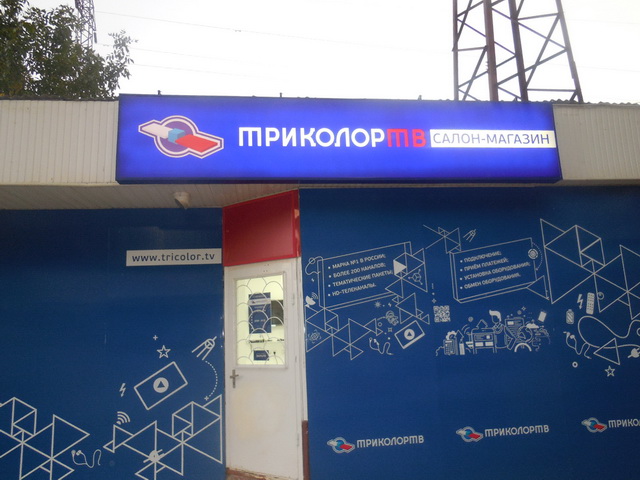 ТРИКОЛОРТВ САЛОН-МАГАЗИН
www.tricolor.tv
• МАРКА №1 В РОССИИ;
• БОЛЕЕ 200 КАНАЛОВ;
• ТЕМАТИЧЕСКИЕ ПАКЕТЫ;
• HD-ТЕЛЕКАНАЛЫ.
• ПОДКЛЮЧЕНИЕ;
• ПРИЁМ ПЛАТЕЖЕЙ;
• УСТАНОВКА ОБОРУДОВАНИЯ;
• ОБМЕН ОБОРУДОВАНИЯ.
ТРИКОЛОРТВ
ТРИКОЛОРТВ
ТРИКОЛОРТВ